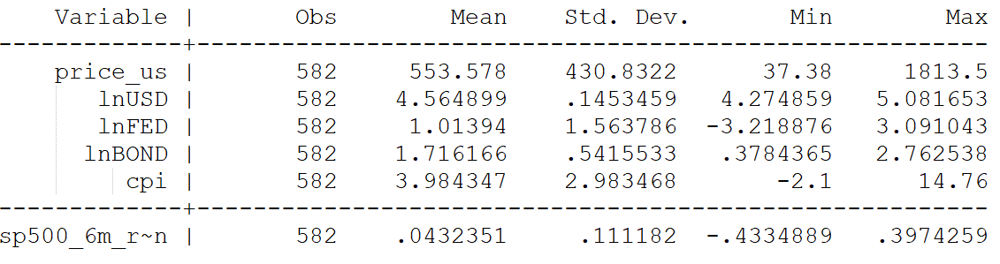 Variable | Obs Mean Std. Dev. Min Max
-------------+---------------------------------------------------------
price_us | 582 553.578 430.8322 37.38 1813.5
lnUSD | 582 4.564899 .1453459 4.274859 5.081653
lnFED | 582 1.01394 1.563786 -3.218876 3.091043
lnBOND | 582 1.716166 .5415533 .3784365 2.762538
cpi | 582 3.984347 2.983468 -2.1 14.76
-------------+---------------------------------------------------------
sp500_6m_r~n | 582 .0432351 .111182 -.4334889 .3974259